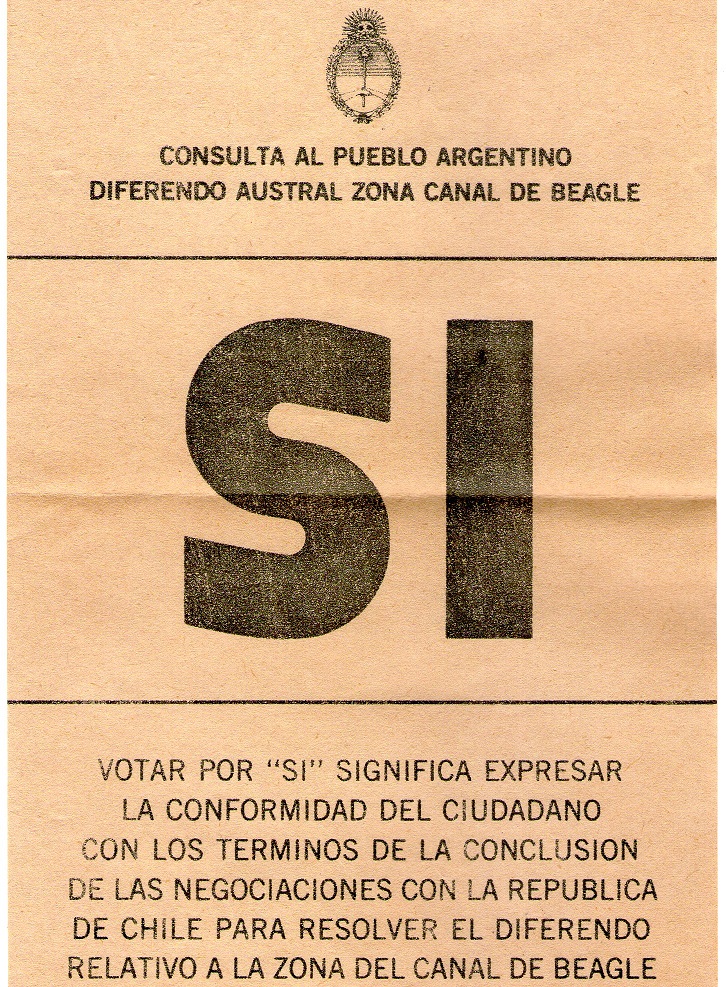 CONSULTA AL PUEBLO ARGENTINO
DIFERENDO AUSTRAL ZONA CANAL DE BEAGLE
SI
VOTAR POR “SI” SIGNIFICA EXPRESAR
LA CONFORMIDAD DEL CIUDADANO
CON LOS TERMINOS DE LA CONCLUSION
DE LAS NEGOCIACIONES CON LA REPUBLICA
DE CHILE PARA RESOLVER EL DIFERENDO
RELATIVO A LA ZONA DEL CANAL DE BEAGLE